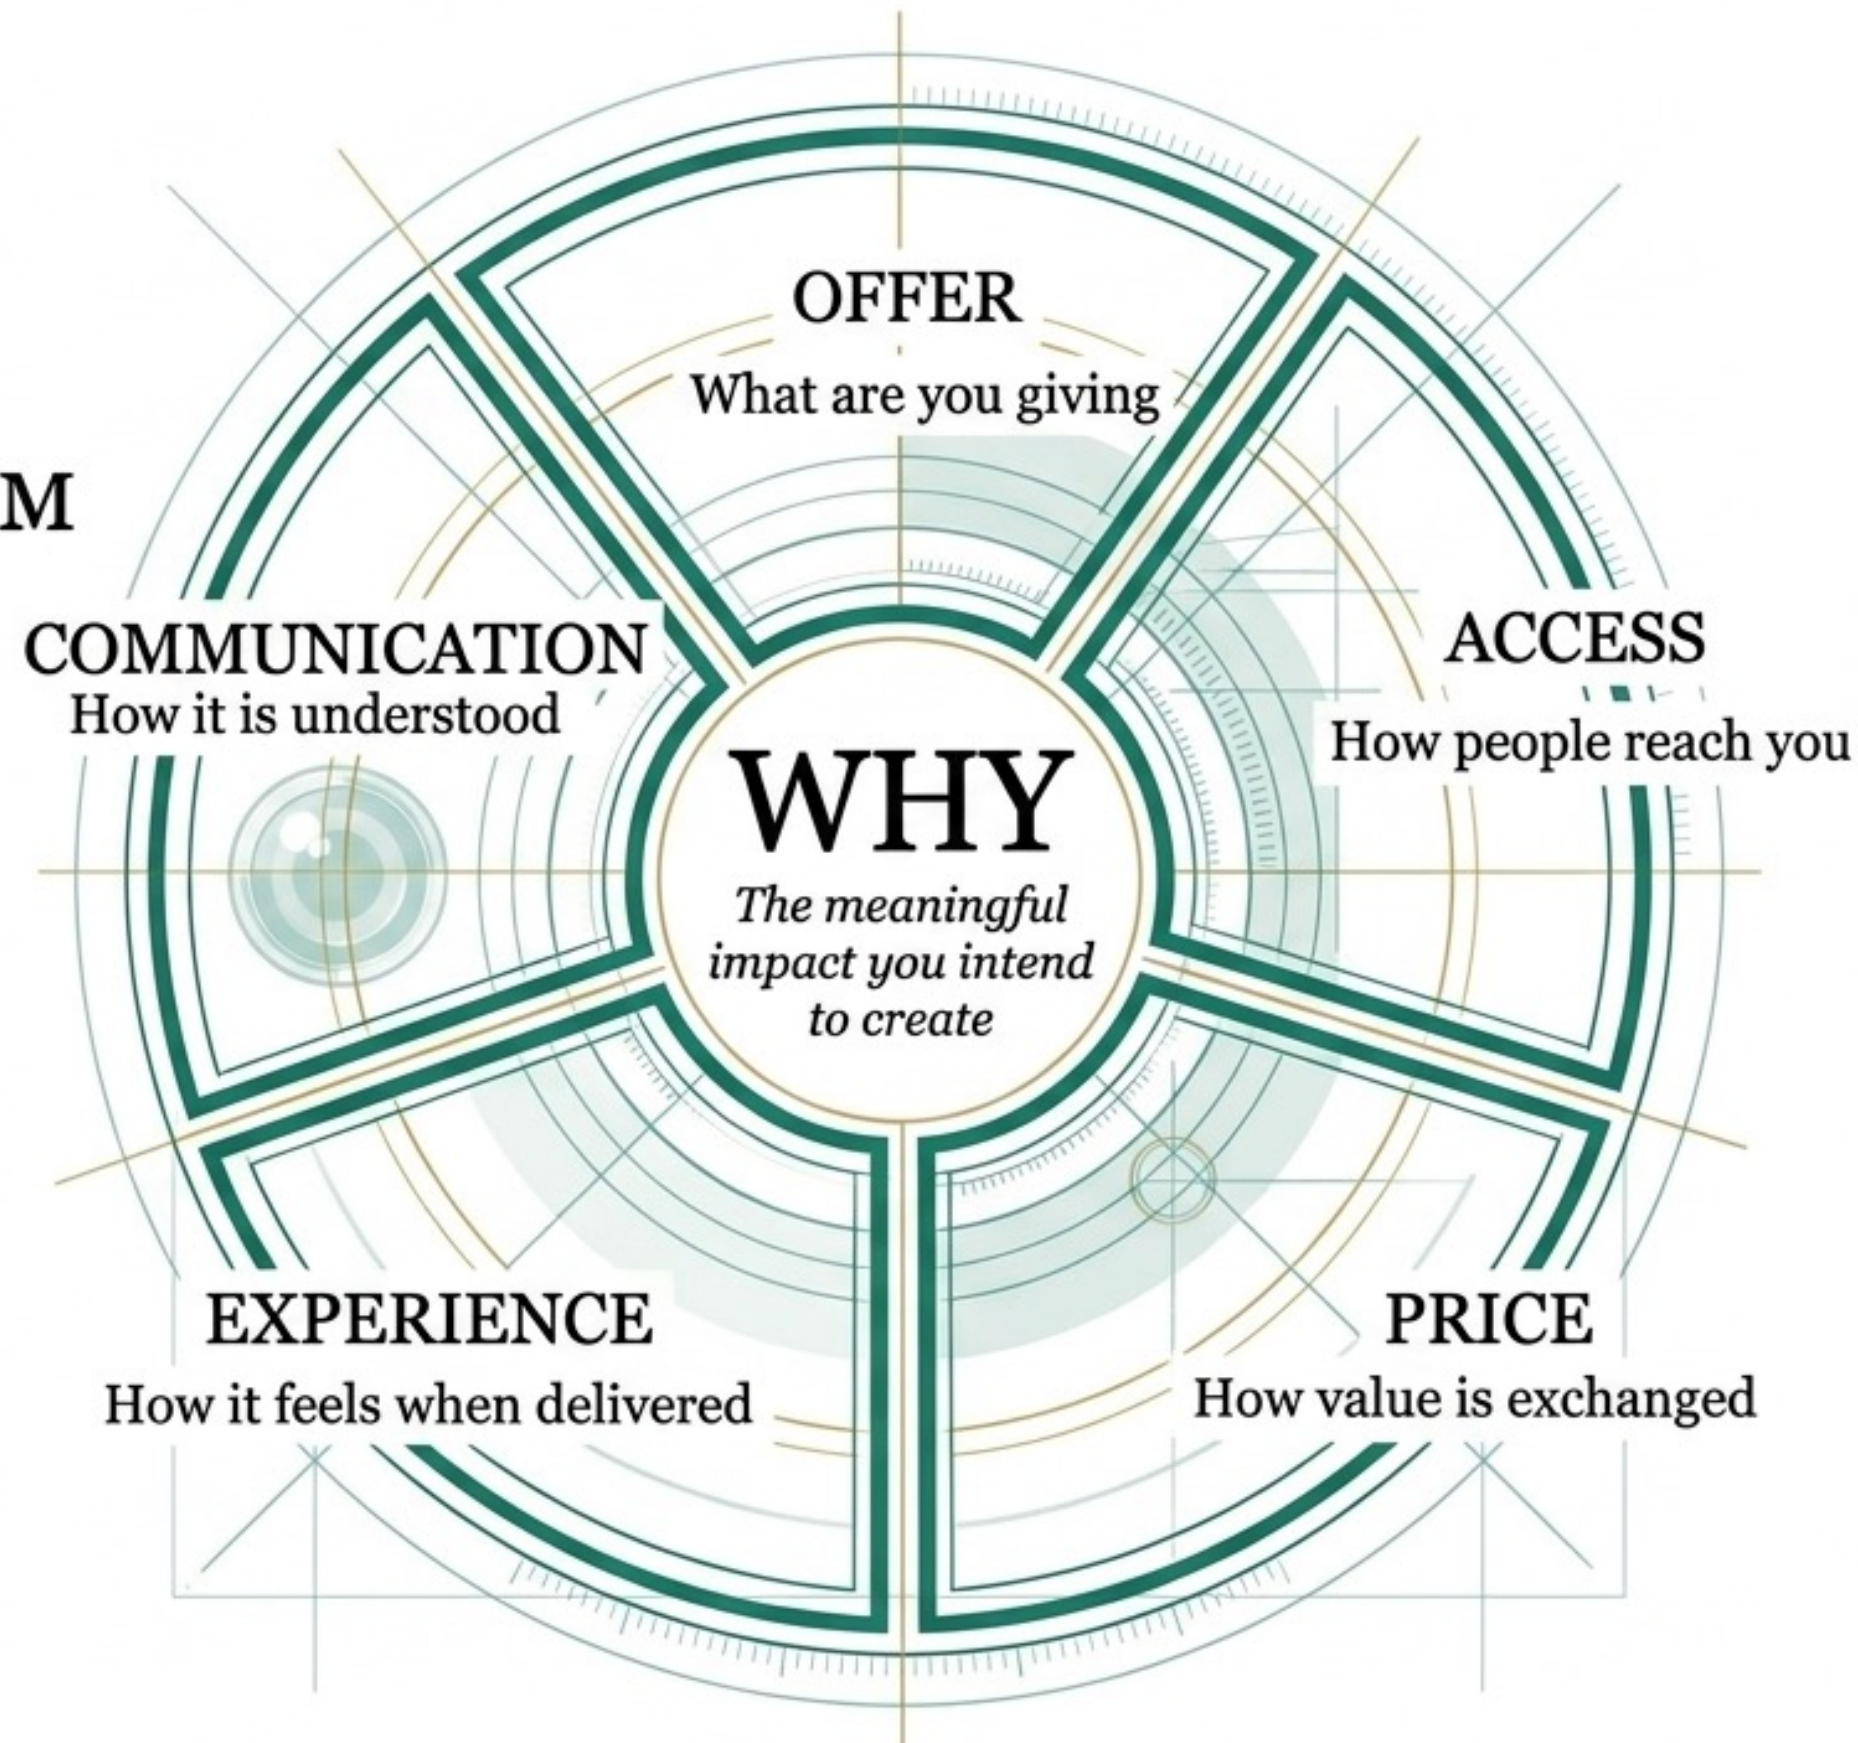 OFFER
What are you giving
M
COMMUNICATION
How it is understood
ACCESS
How people reach you
WHY
The meaningful
impact you intend
to create
EXPERIENCE
How it feels when delivered
PRICE
How value is exchanged